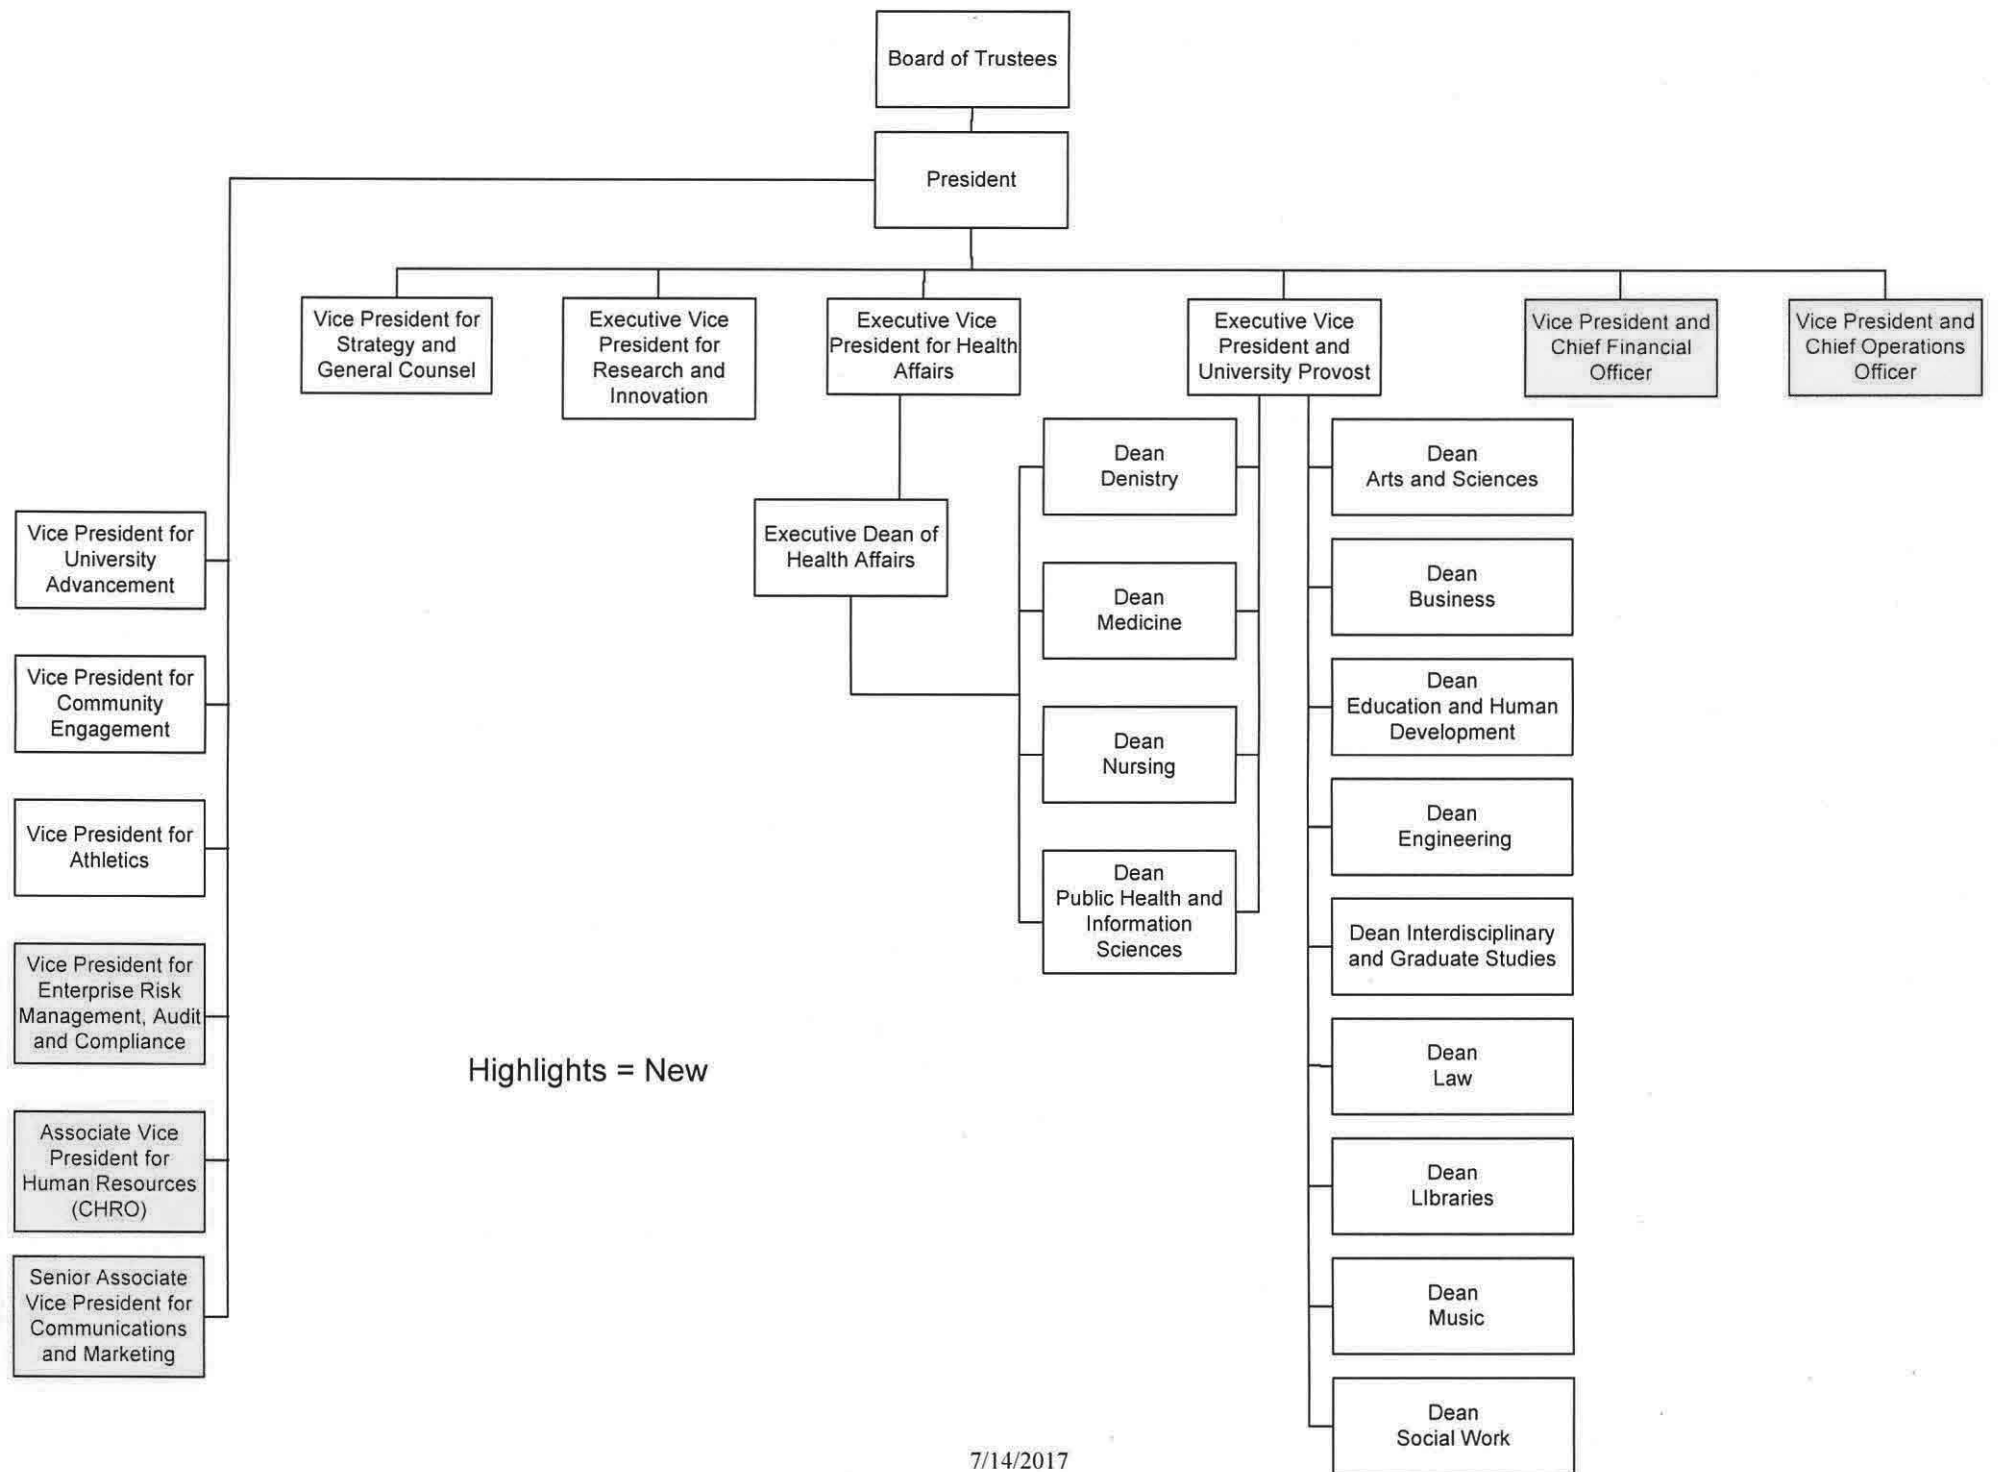 Board of Trustees
President
Vice President for
Strategy and
General Counsel
Executive Vice
President for
Research and
Innovation
Executive Vice
President for Health
Affairs
Executive Vice
President and
University Provost
Vice President and
Chief Financial
Officer
Vice President and
Chief Operations
Officer
Vice President for
University
Advancement
Vice President for
Community
Engagement
Vice President for
Athletics
Vice President for
Enterprise Risk
Management, Audit
and Compliance
Associate Vice
President for
Human Resources
(CHRO)
Senior Associate
Vice President for
Communications
and Marketing
Executive Dean of
Health Affairs
Dean
Denistry
Dean
Medicine
Dean
Nursing
Dean
Public Health and
Information
Sciences
Dean
Arts and Sciences
Dean
Business
Dean
Education and Human
Development
Dean
Engineering
Dean Interdisciplinary
and Graduate Studies
Dean
Law
Dean
LIbraries
Dean
Music
Dean
Social Work
Highlights = New
7/14/2017